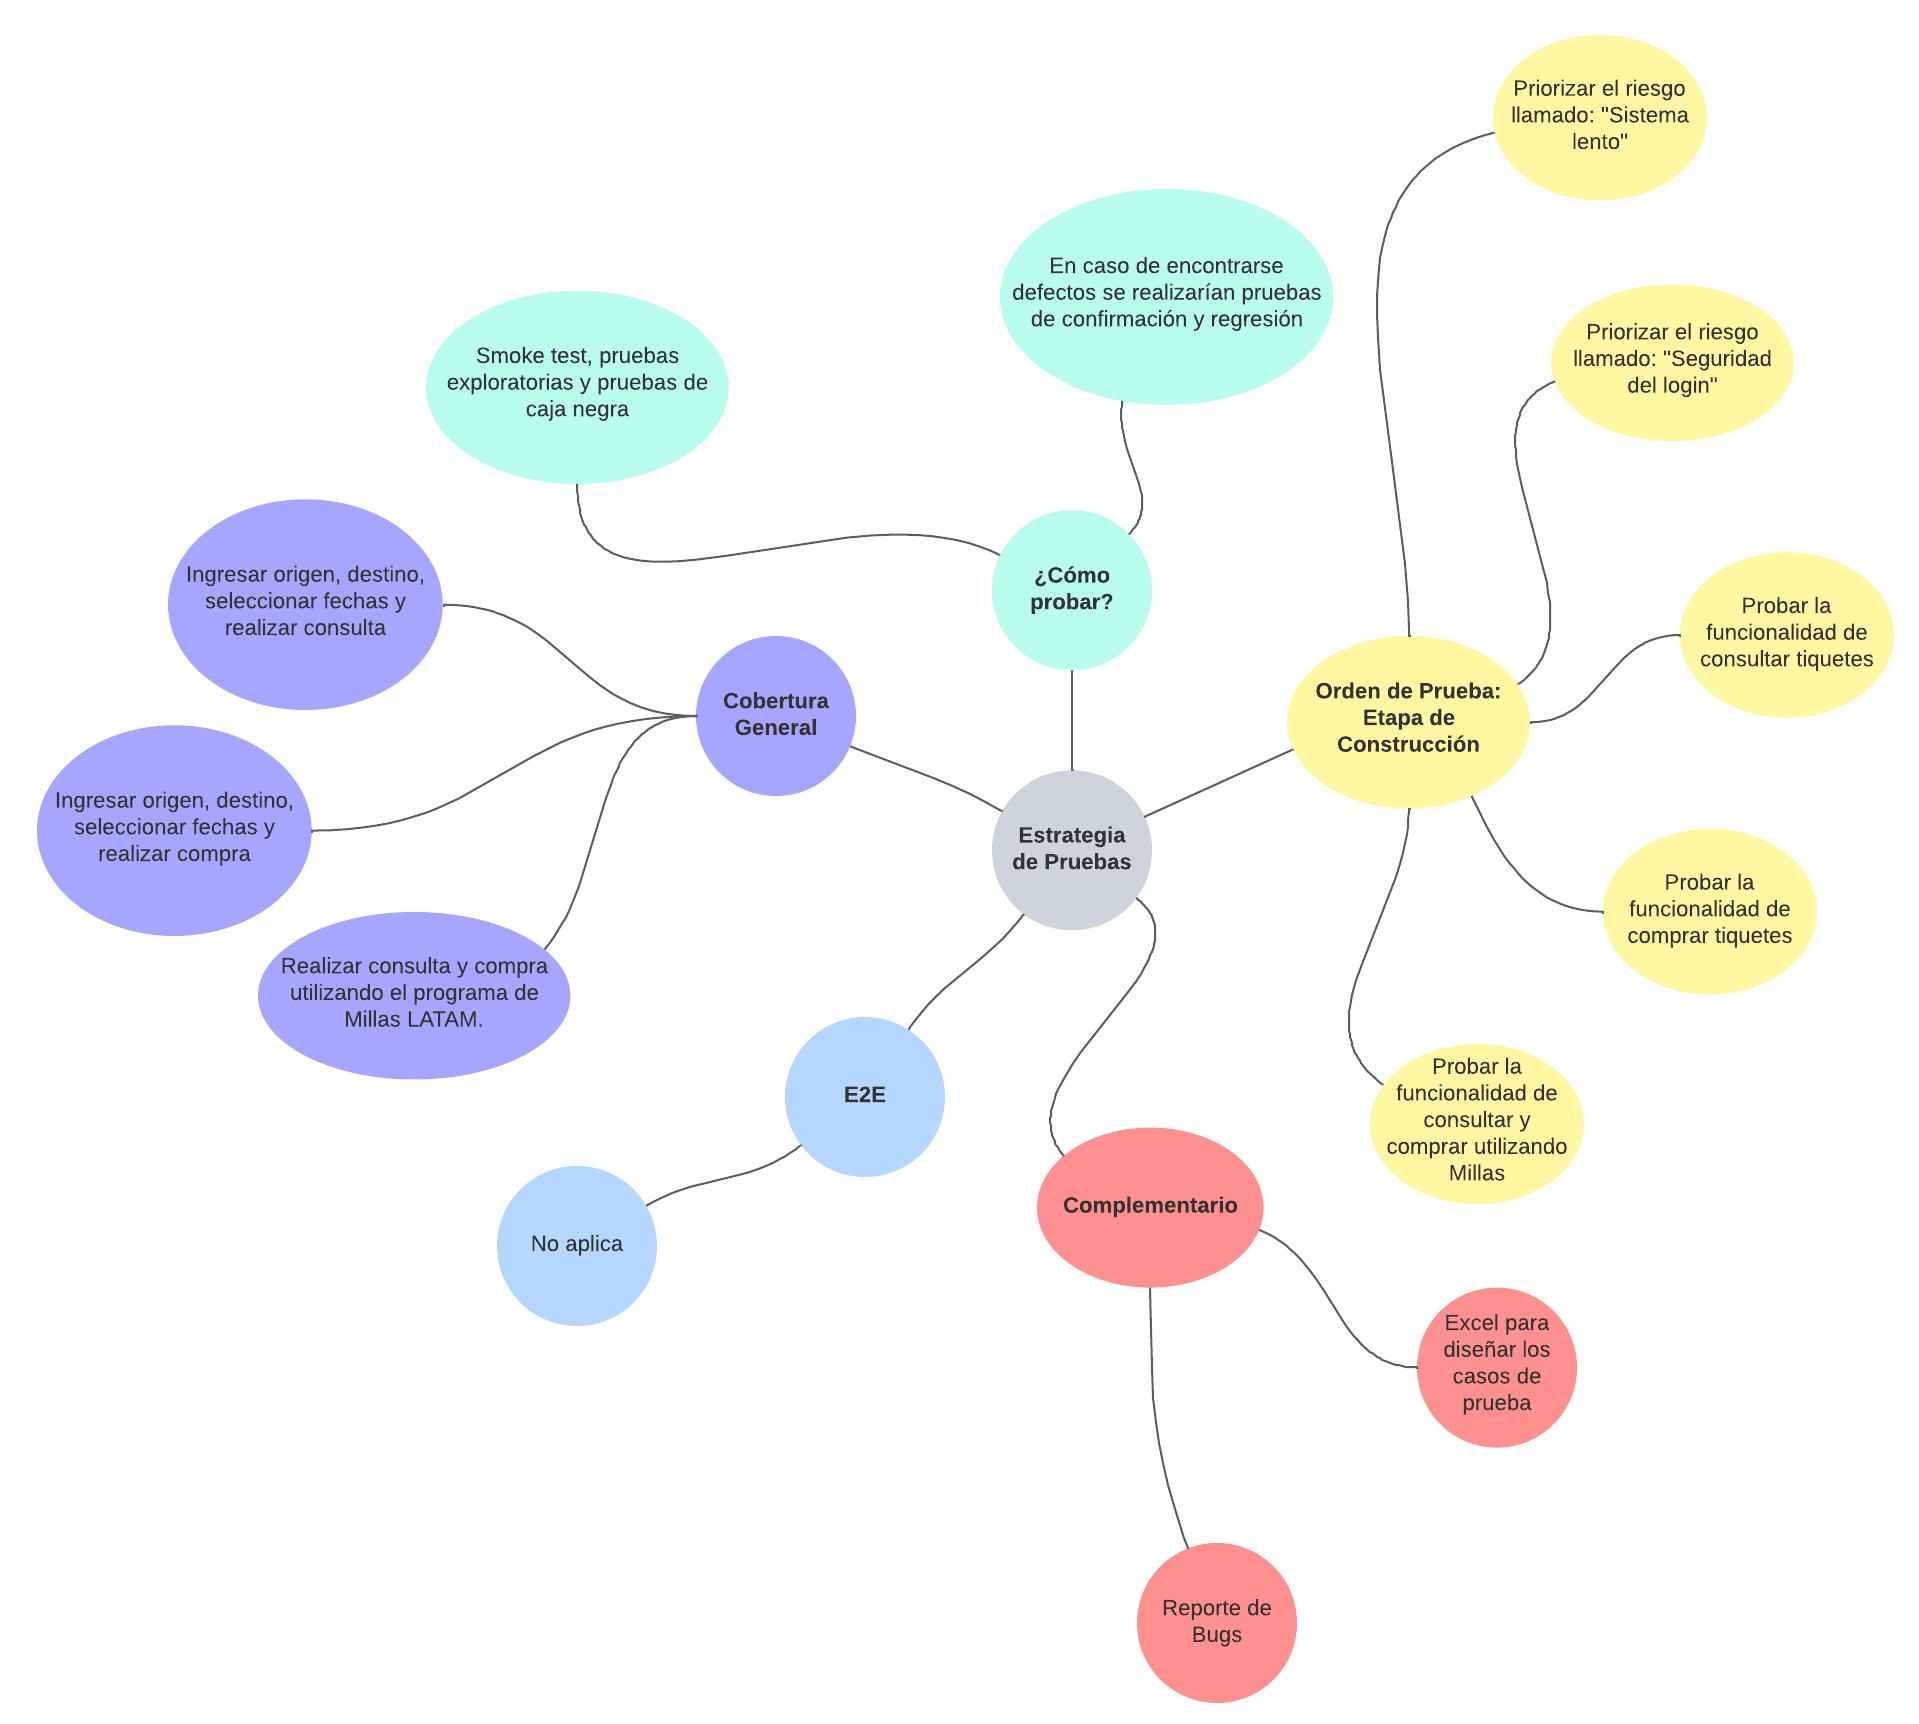 Priorizar el riesgo
llamado: "Sistema
lento"
En caso de encontrarse
defectos se realizarían pruebas
de confirmación y regresión
Smoke test, pruebas
exploratorias y pruebas de
caja negra
Priorizar el riesgo
llamado: "Seguridad
del login"
¿Cómo
probar?
Ingresar origen, destino,
seleccionar fechas y
realizar consulta
Probar la
funcionalidad de
consultar tiquetes
Cobertura
General
Orden de Prueba:
Etapa de
Construcción
Ingresar origen, destino,
seleccionar fechas y
realizar compra
Estrategia
de Pruebas
Probar la
funcionalidad de
comprar tiquetes
Realizar consulta y compra
utilizando el programa de
Millas LATAM.
E2E
Probar la
funcionalidad de
consultar y
comprar utilizando
Millas
Complementario
No aplica
Excel para
diseñar los
casos de
prueba
Reporte de
Bugs